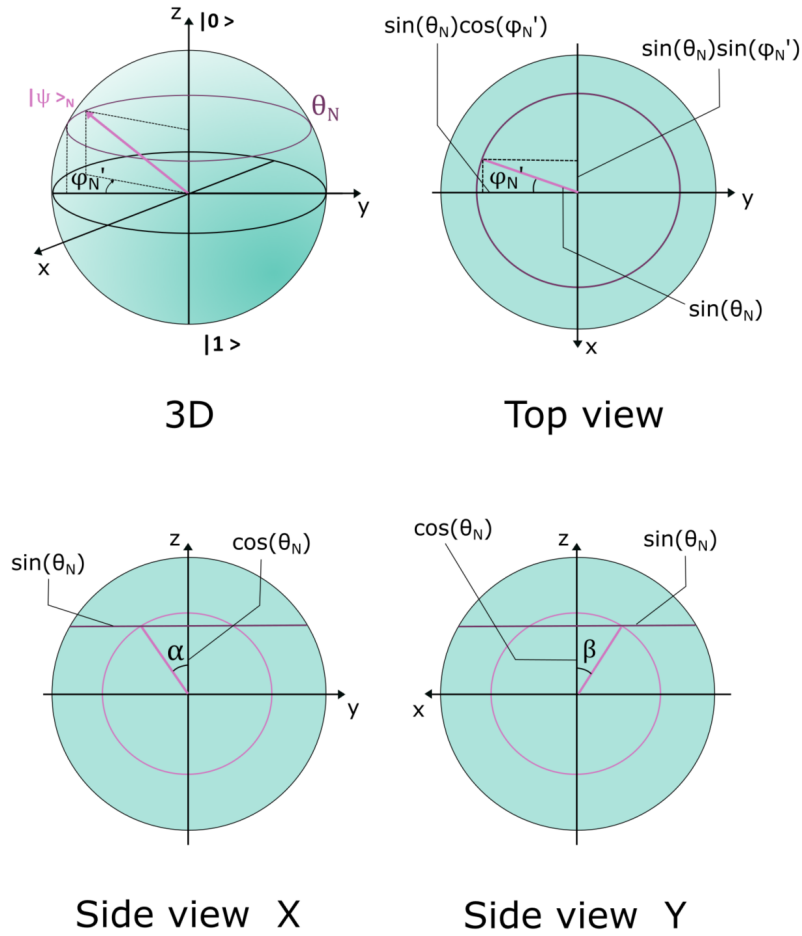 z
|0 >
|ψ >N
θN
φN'
y
x
|1 >
3D
sin(θN)cos(φN')
sin(θN)sin(φN')
φN'
y
sin(θN)
x
Top view
z
cos(θN)
sin(θN)
α
y
Side view X
z
cos(θN)
sin(θN)
β
x
Side view Y